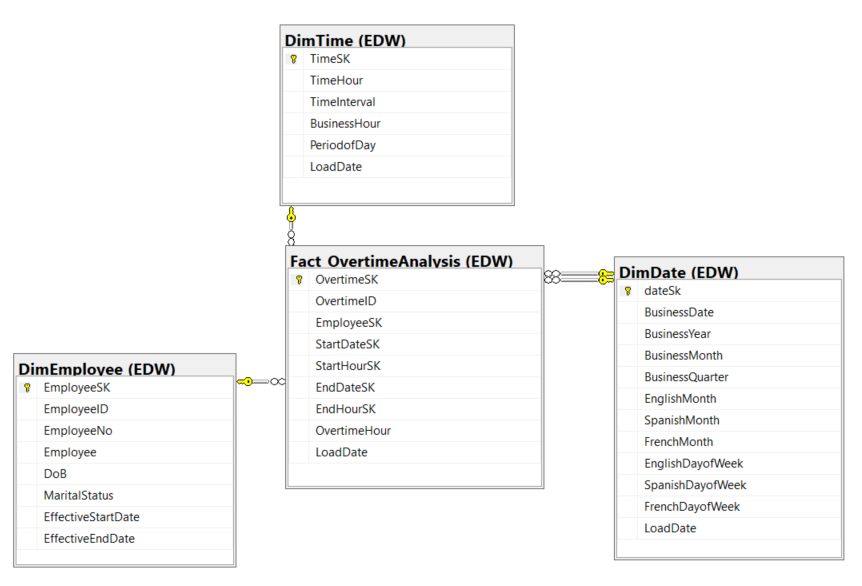 DimTime (EDW)
TimeSK
TimeHour
TimeInterval
BusinessHour
PeriodofDay
LoadDate
Fact_OvertimeAnalysis (EDW)
OvertimeSK
OvertimeID
EmployeeSK
StartDateSK
StartHourSK
EndDateSK
EndHourSK
OvertimeHour
LoadDate
DimDate (EDW)
dateSk
BusinessDate
BusinessYear
BusinessMonth
BusinessQuarter
EnglishMonth
SpanishMonth
FrenchMonth
EnglishDayofWeek
SpanishDayofWeek
FrenchDayofWeek
LoadDate
DimEmployee (EDW)
EmployeeSK
EmployeeID
EmployeeNo
Employee
DoB
MaritalStatus
EffectiveStartDate
EffectiveEndDate